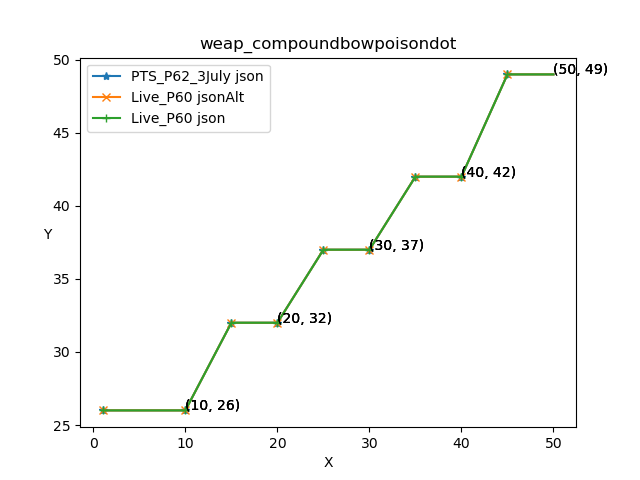 weap_compoundbowpoisondot
PTS_P62_3July json
Live_P60 jsonAlt
Live_P60 json
50
45
40
35
30
25
Y
(50, 49)
(40, 42)
(30, 37)
(20, 32)
(10, 26)
0 10 20 30 40 50
X